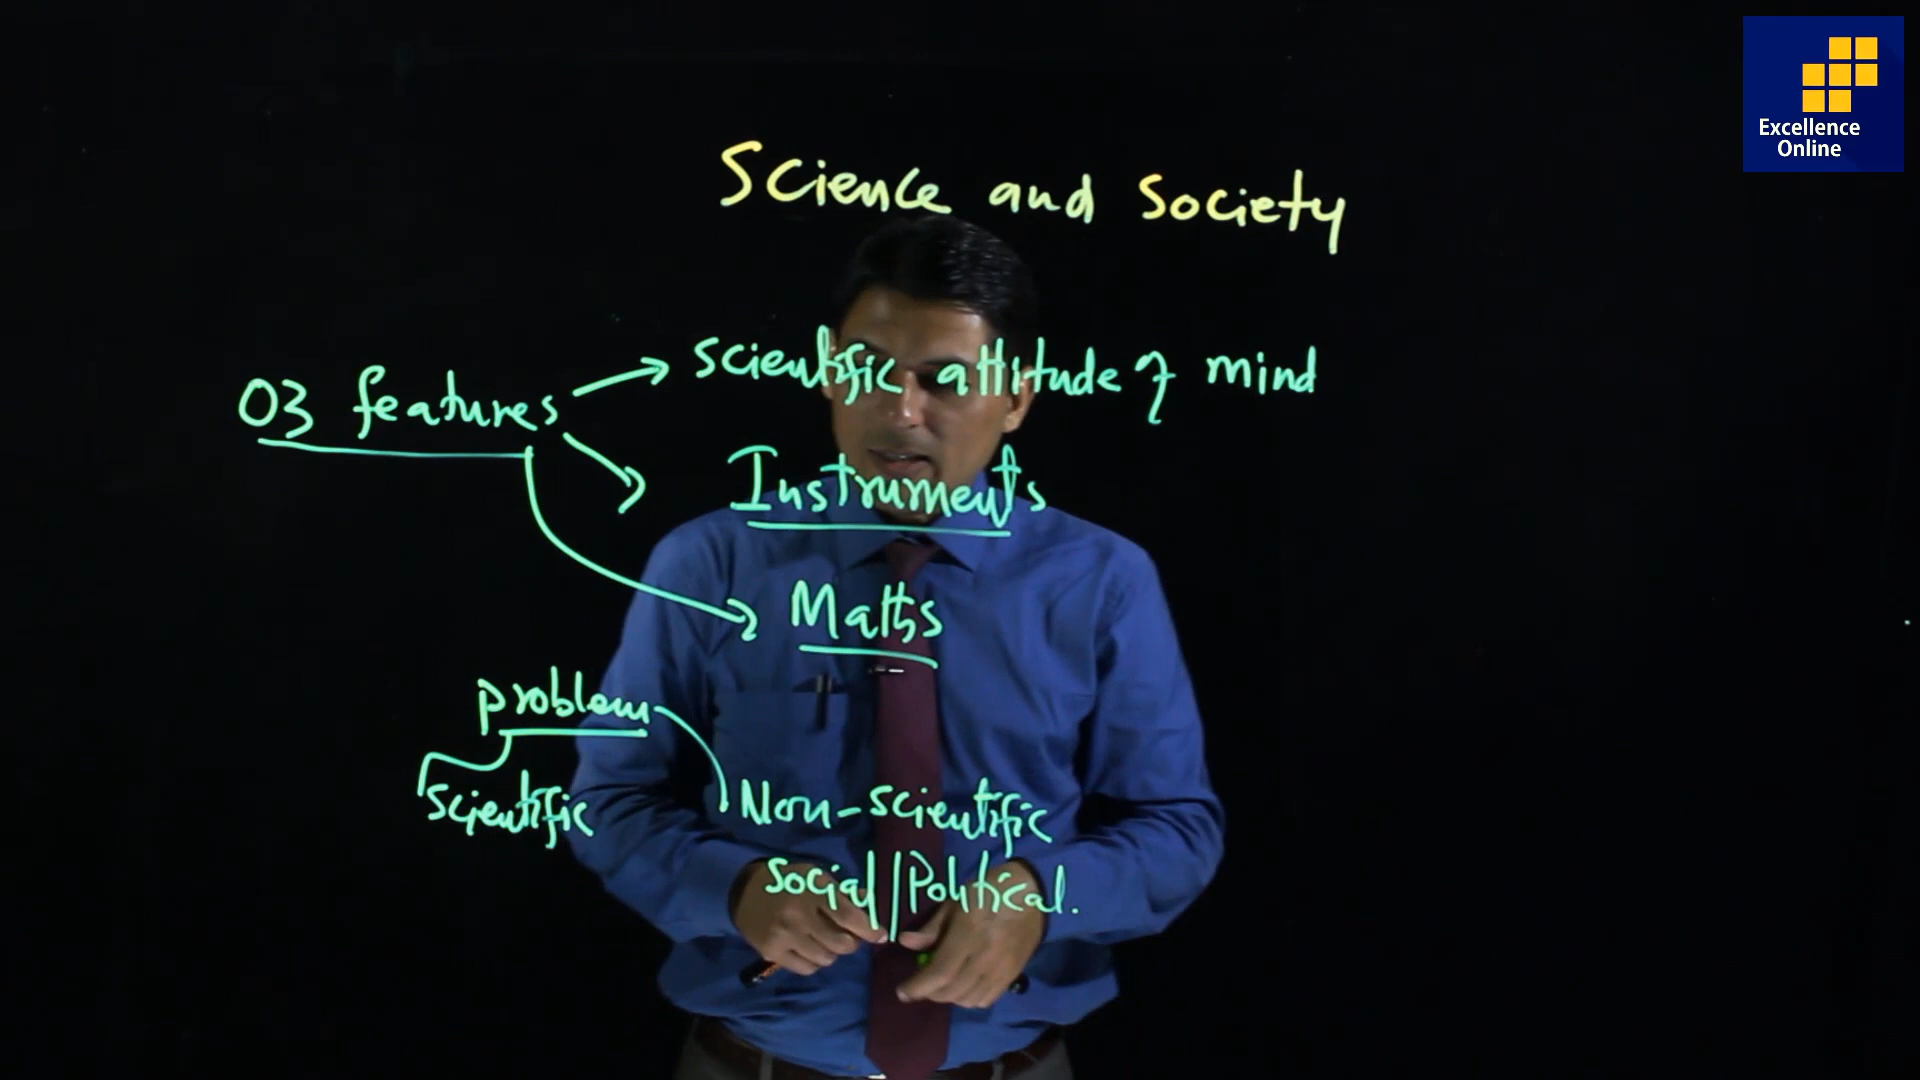 Excellence
Online
Science and Society
03 features
Scientific attitude of mind
Instruments
Maths
problem
Scientific
Non-scientific
Social/Political.